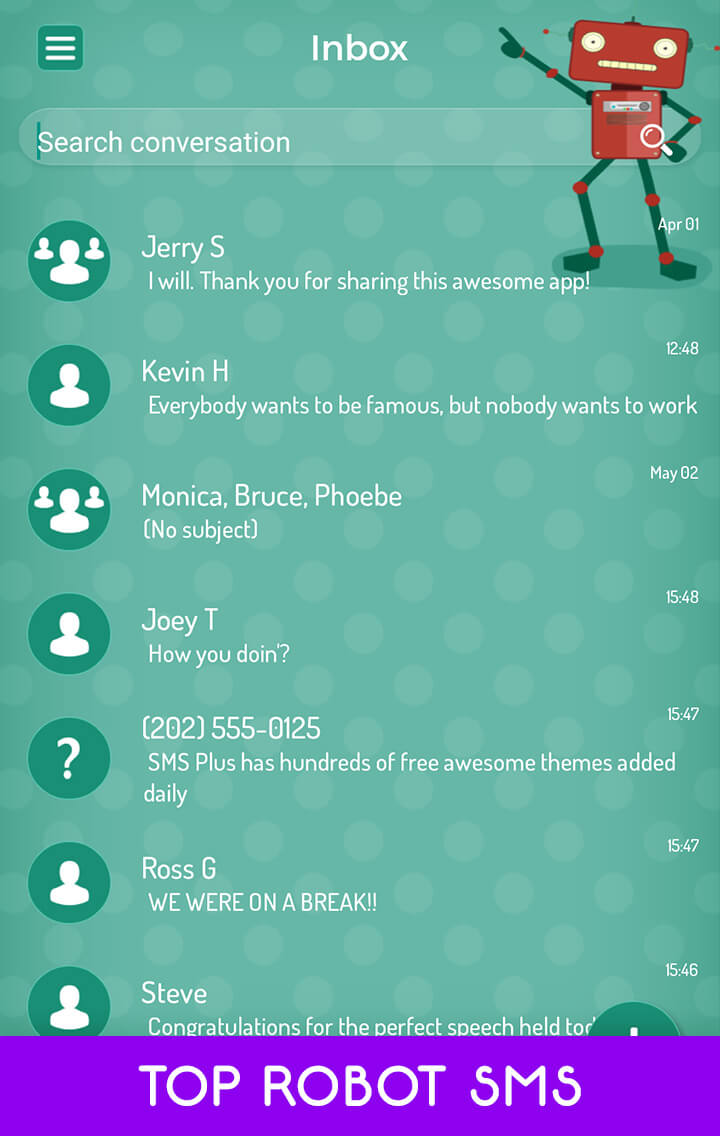 Inbox
Search conversation
Apr 01
Jerry S
I will. Thank you for sharing this awesome app!
12:48
Kevin H
Everybody wants to be famous, but nobody wants to work
May 02
Monica, Bruce, Phoebe
(No subject)
15:48
Joey T
How you doin'?
15:47
(202) 555-0125
?
SMS Plus has hundreds of free awesome themes added
daily
15:47
Ross G
WE WERE ON A BREAK!!
15:46
Steve
Congratulations for the perfect speech held
TOP ROBOT SMS